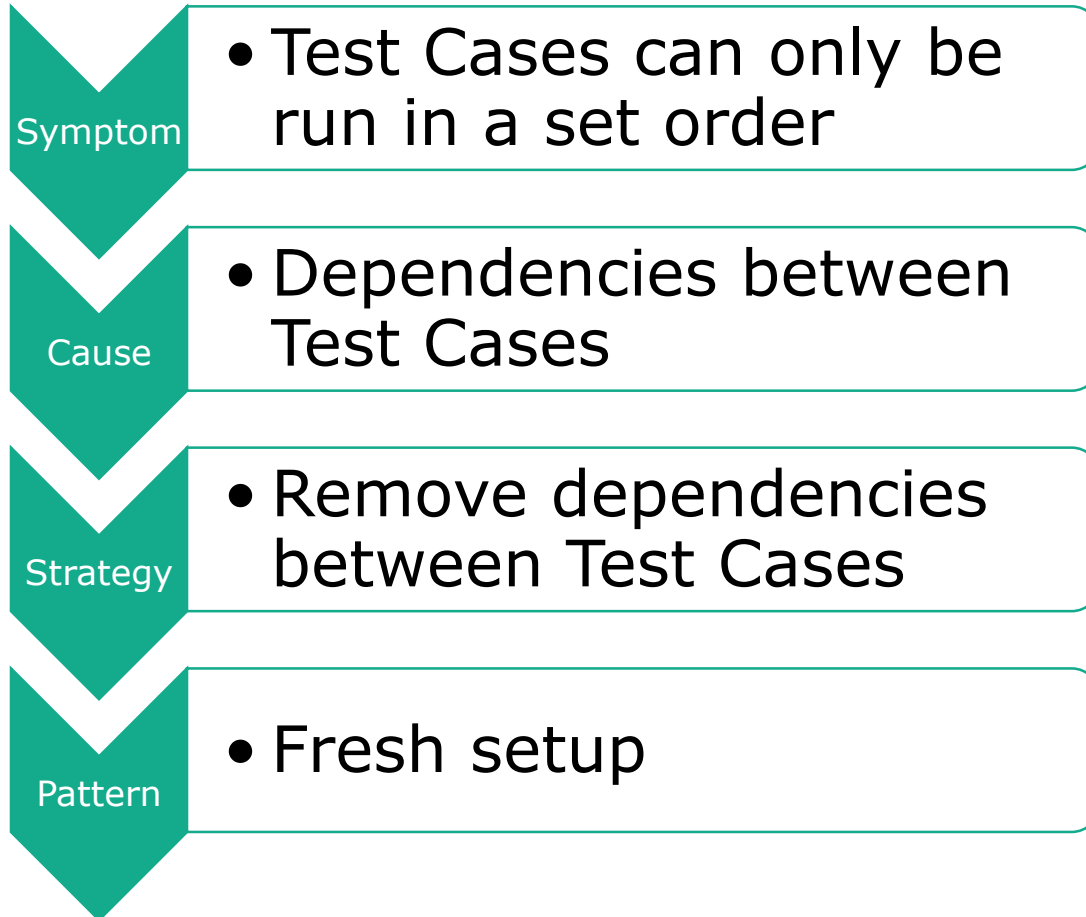 Symptom
• Test Cases can only be
run in a set order
Cause
• Dependencies between
Test Cases
Strategy
• Remove dependencies
between Test Cases
Pattern
• Fresh setup